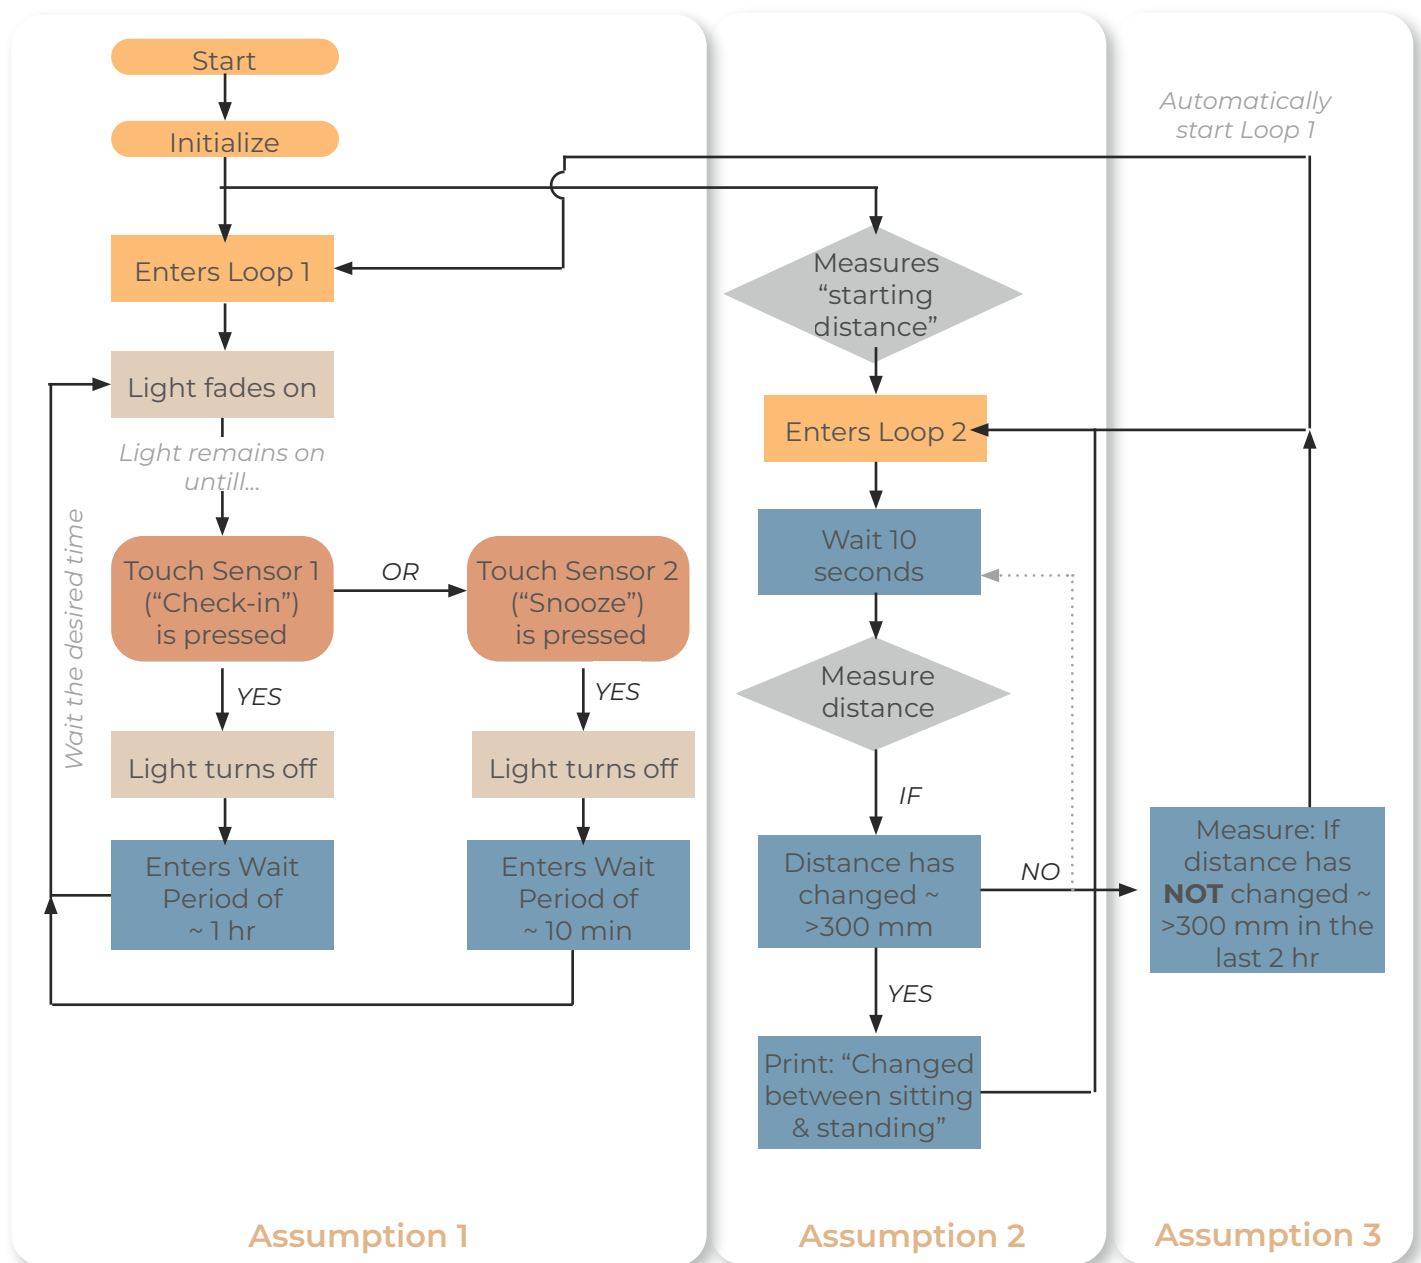 Start
Initialize
Enters Loop 1
Light fades on
Light remains on
untill...
Touch Sensor 1
(“Check-in”)
is pressed
OR
Touch Sensor 2
(“Snooze”)
is pressed
YES
YES
Light turns off
Light turns off
Enters Wait
Period of
~ 1 hr
Enters Wait
Period of
~ 10 min
Wait the desired time
Assumption 1
Measures
“starting
distance”
Enters Loop 2
Wait 10
seconds
Measure
distance
IF
Distance has
changed ~
>300 mm
NO
YES
Print: “Changed
between sitting
& standing”
Assumption 2
Automatically
start Loop 1
Measure: If
distance has
NOT changed ~
>300 mm in the
last 2 hr
Assumption 3